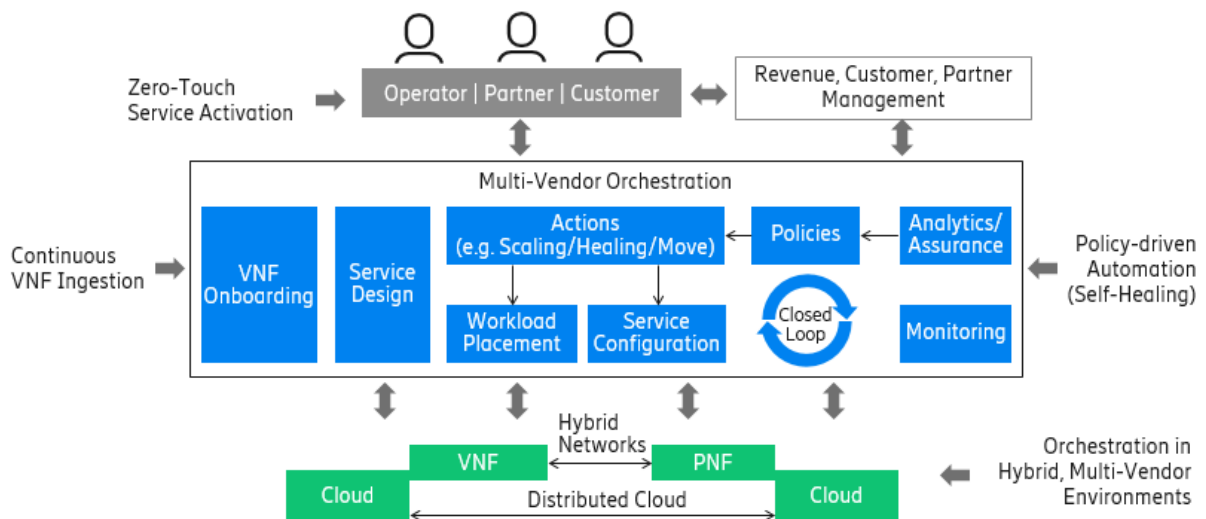 Zero-Touch
Service Activation
Operator | Partner | Customer
Revenue, Customer, Partner
Management
Multi-Vendor Orchestration
Continuous
VNF Ingestion
VNF
Onboarding
Service
Design
Actions
(e.g. Scaling/Healing/Move)
Policies
Analytics/
Assurance
Workload
Placement
Service
Configuration
Closed
Loop
Monitoring
Policy-driven
Automation
(Self-Healing)
Hybrid
Networks
VNF
PNF
Cloud
Distributed Cloud
Cloud
Orchestration in
Hybrid, Multi-Vendor
Environments